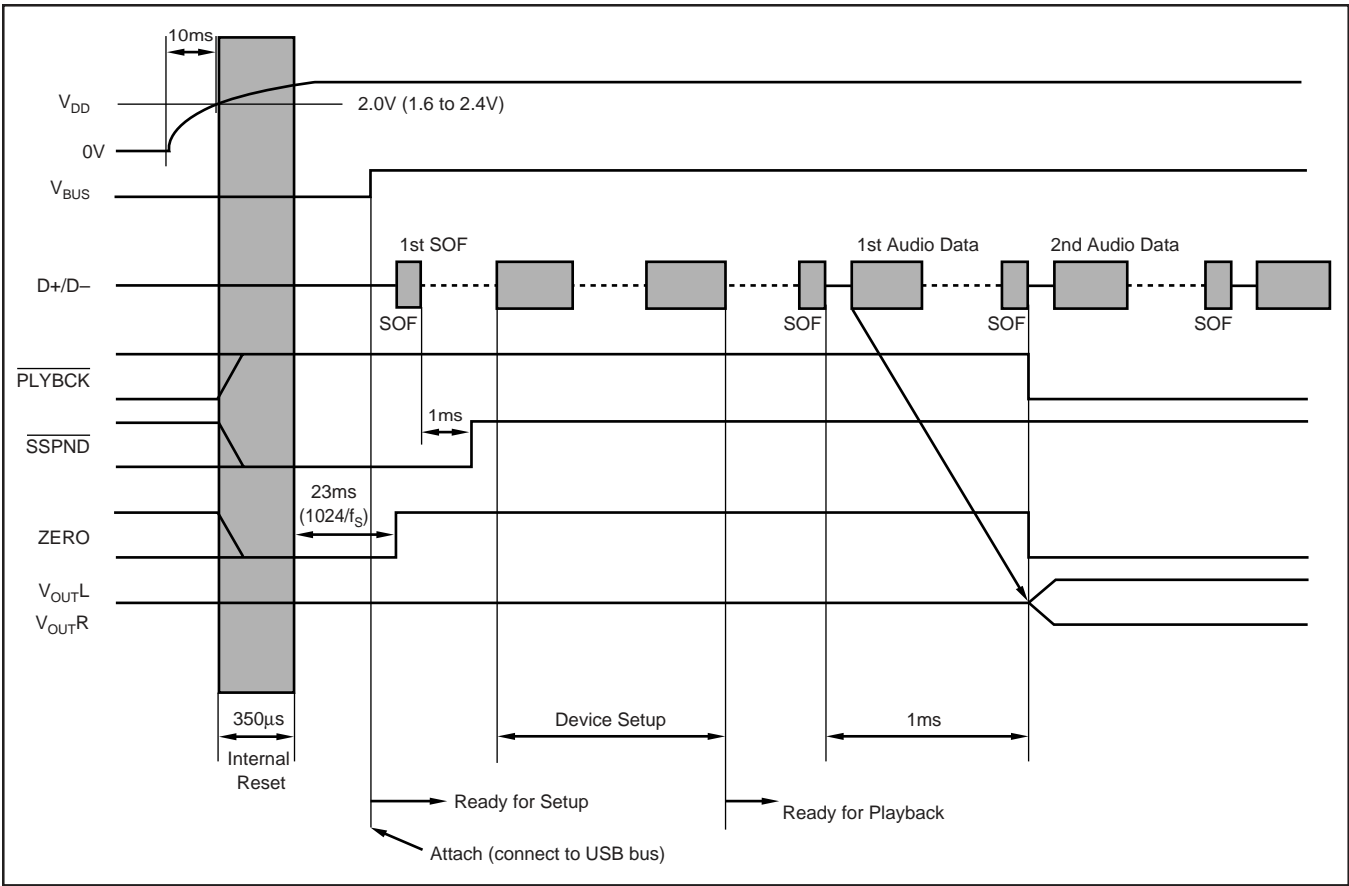 10ms
VDD
2.0V (1.6 to 2.4V)
0V
VBUS
1st SOF
1st Audio Data
2nd Audio Data
D+/D–
SOF
SOF
SOF
SOF
PLYBCK
1ms
SSPND
23ms
(1024/fS)
ZERO
VOUTL
VOUTR
350μs
Device Setup
1ms
Internal
Reset
Ready for Setup
Ready for Playback
Attach (connect to USB bus)